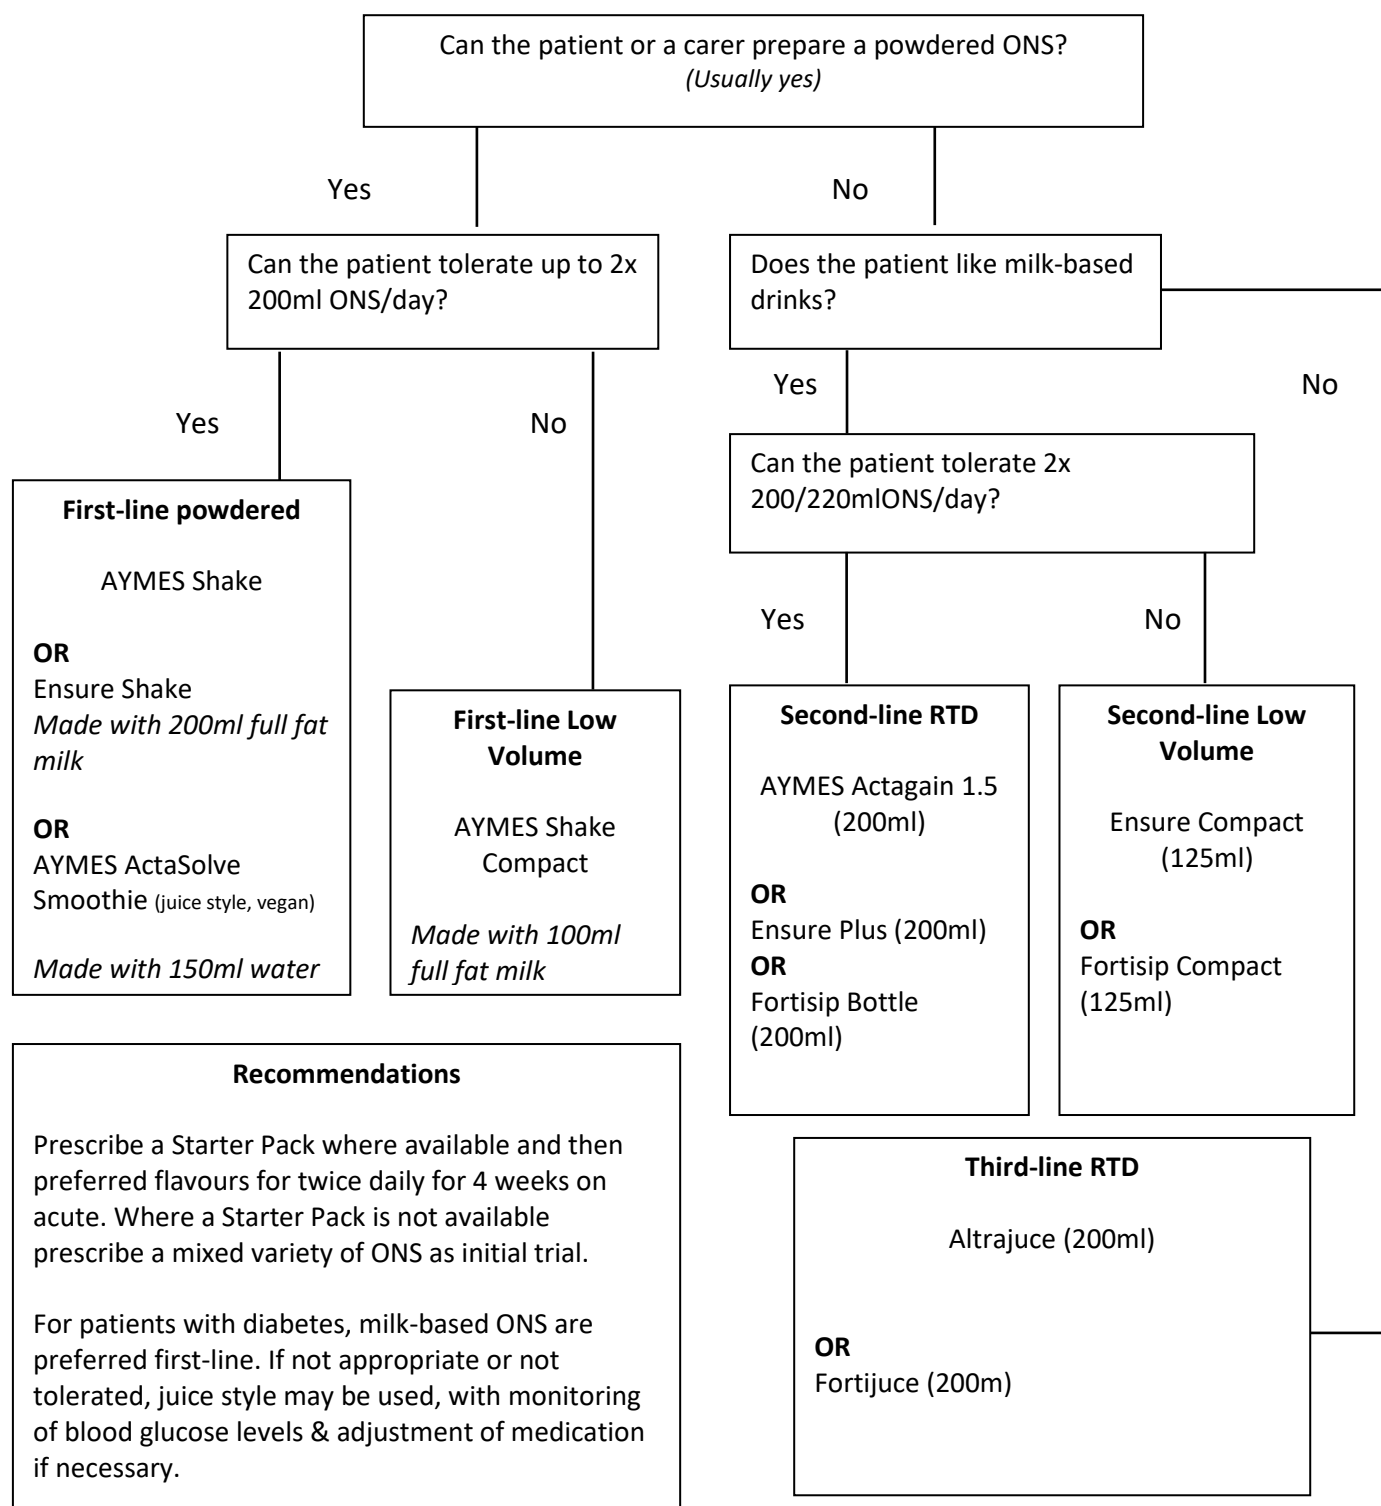 Can the patient or a carer prepare a powdered ONS?
(Usually yes)
Yes
No
Can the patient tolerate up to 2x
200ml ONS/day?
Does the patient like milk-based
drinks?
Yes
No
Yes
No
Can the patient tolerate 2x
200/220mlONS/day?
Yes
No
First-line powdered
AYMES Shake
OR
Ensure Shake
Made with 200ml full fat
milk
OR
AYMES ActaSolve
Smoothie (juice style, vegan)
Made with 150ml water
First-line Low
Volume
AYMES Shake
Compact
Made with 100ml
full fat milk
Second-line RTD
AYMES Actagain 1.5
(200ml)
OR
Ensure Plus (200ml)
OR
Fortisip Bottle
(200ml)
Second-line Low
Volume
Ensure Compact
(125ml)
OR
Fortisip Compact
(125ml)
Recommendations
Prescribe a Starter Pack where available and then
preferred flavours for twice daily for 4 weeks on
acute. Where a Starter Pack is not available
prescribe a mixed variety of ONS as initial trial.
For patients with diabetes, milk-based ONS are
preferred first-line. If not appropriate or not
tolerated, juice style may be used, with monitoring
of blood glucose levels & adjustment of medication
if necessary.
Third-line RTD
Altrajuce (200ml)
OR
Fortijuce (200m)